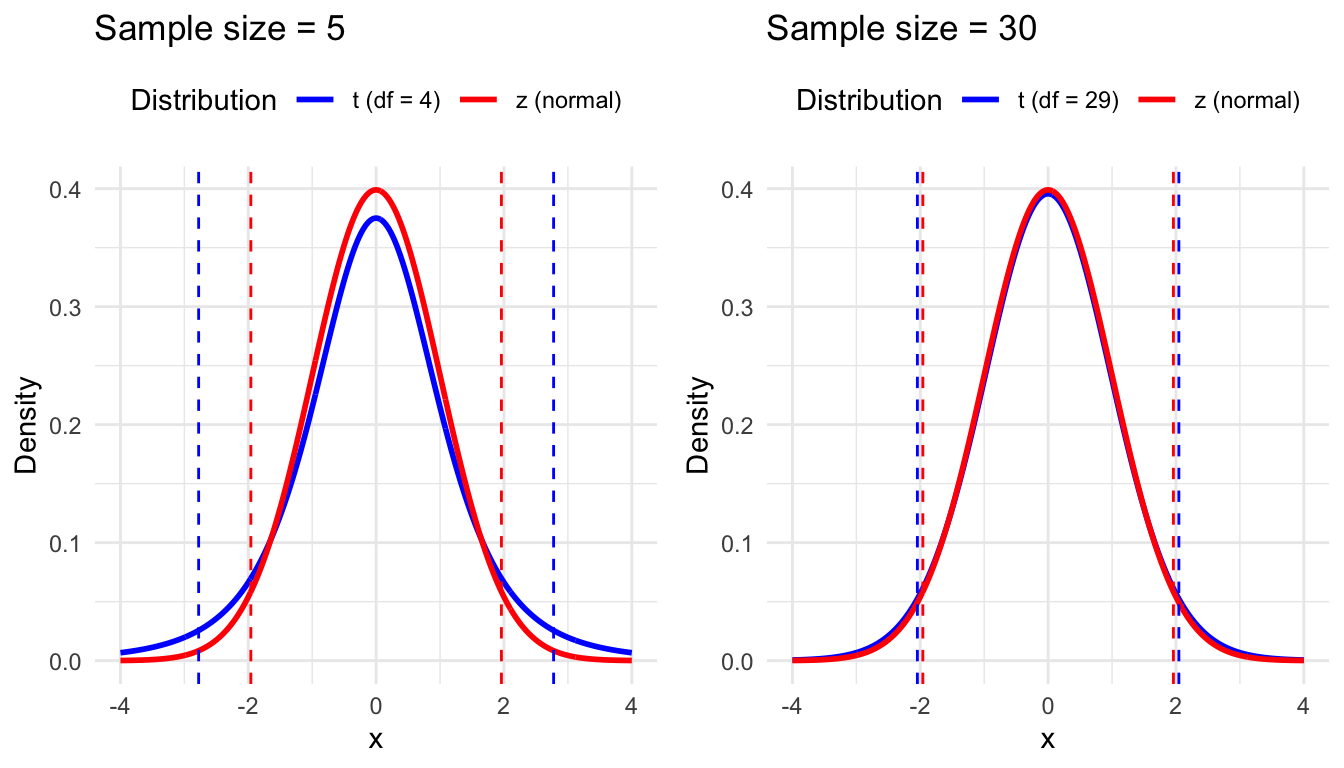 Sample size = 5
Distribution t (df = 4) z (normal)
0.4
0.3
0.2
0.1
0.0
Density
-4 -2 0 2 4
x
Sample size = 30
Distribution t (df = 29) z (normal)
0.4
0.3
0.2
0.1
0.0
Density
-4 -2 0 2 4
x